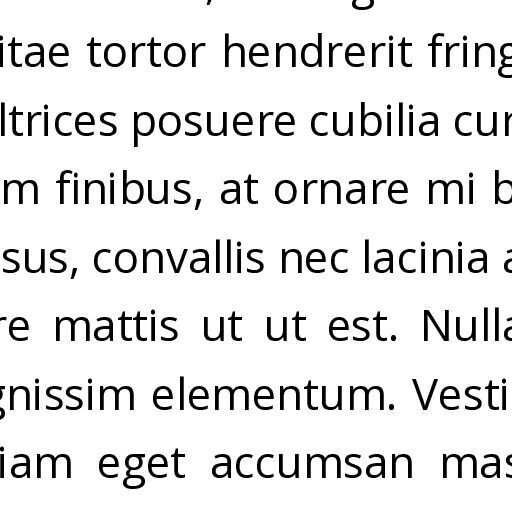 itae tortor hendrerit fring
ltrices posuere cubilia cur
m finibus, at ornare mi b
sus, convallis nec lacinia a
re mattis ut ut est. Nulla
gnissim elementum. Vesti
iam eget accumsan mas